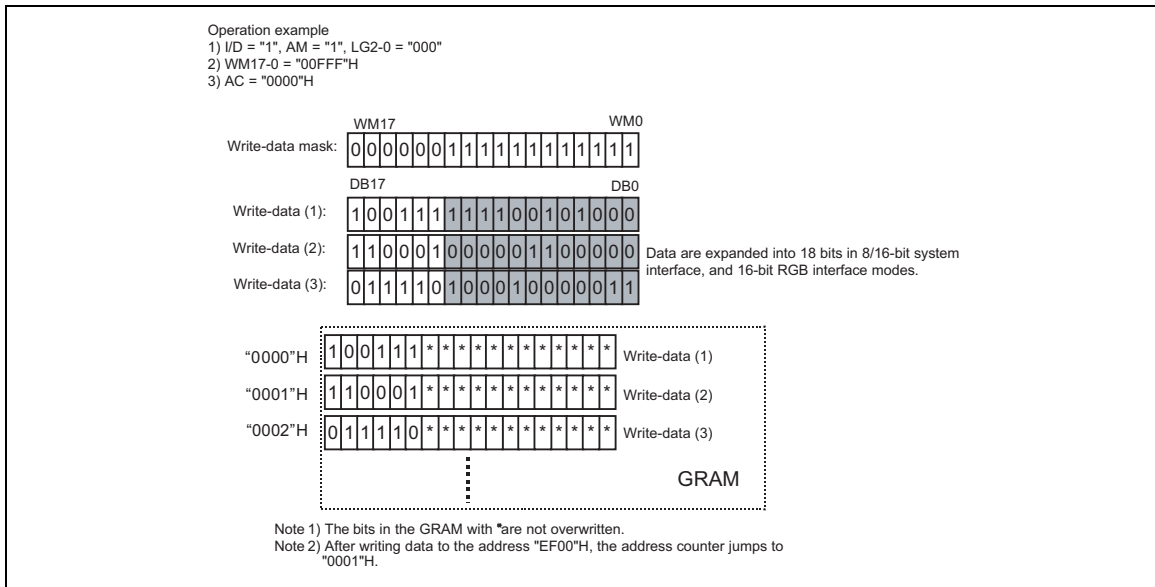 Operation example
1) I/D = "1", AM = "1", LG2-0 = "000"
2) WM17-0 = "00FFF"H
3) AC = "0000"H
WM17 WM0
Write-data mask: 0 0 0 0 0 0 1 1 1 1 1 1 1 1 1 1 1 1
DB17 DB0
Write-data (1): 1 0 0 1 1 1 1 1 1 1 0 0 1 0 1 0 0 0
Write-data (2): 1 1 0 0 0 1 0 0 0 0 0 1 1 0 0 0 0 0
Write-data (3): 0 1 1 1 1 0 1 0 0 0 1 0 0 0 0 0 1 1
Data are expanded into 18 bits in 8/16-bit system
interface, and 16-bit RGB interface modes.
"0000"H 1 0 0 1 1 1 * * * * * * * * * * * * Write-data (1)
"0001"H 1 1 0 0 0 1 * * * * * * * * * * * * Write-data (2)
"0002"H 0 1 1 1 1 0 * * * * * * * * * * * * Write-data (3)
GRAM
Note 1) The bits in the GRAM with "are not overwritten.
Note 2) After writing data to the address "EF00"H, the address counter jumps to
"0001"H.